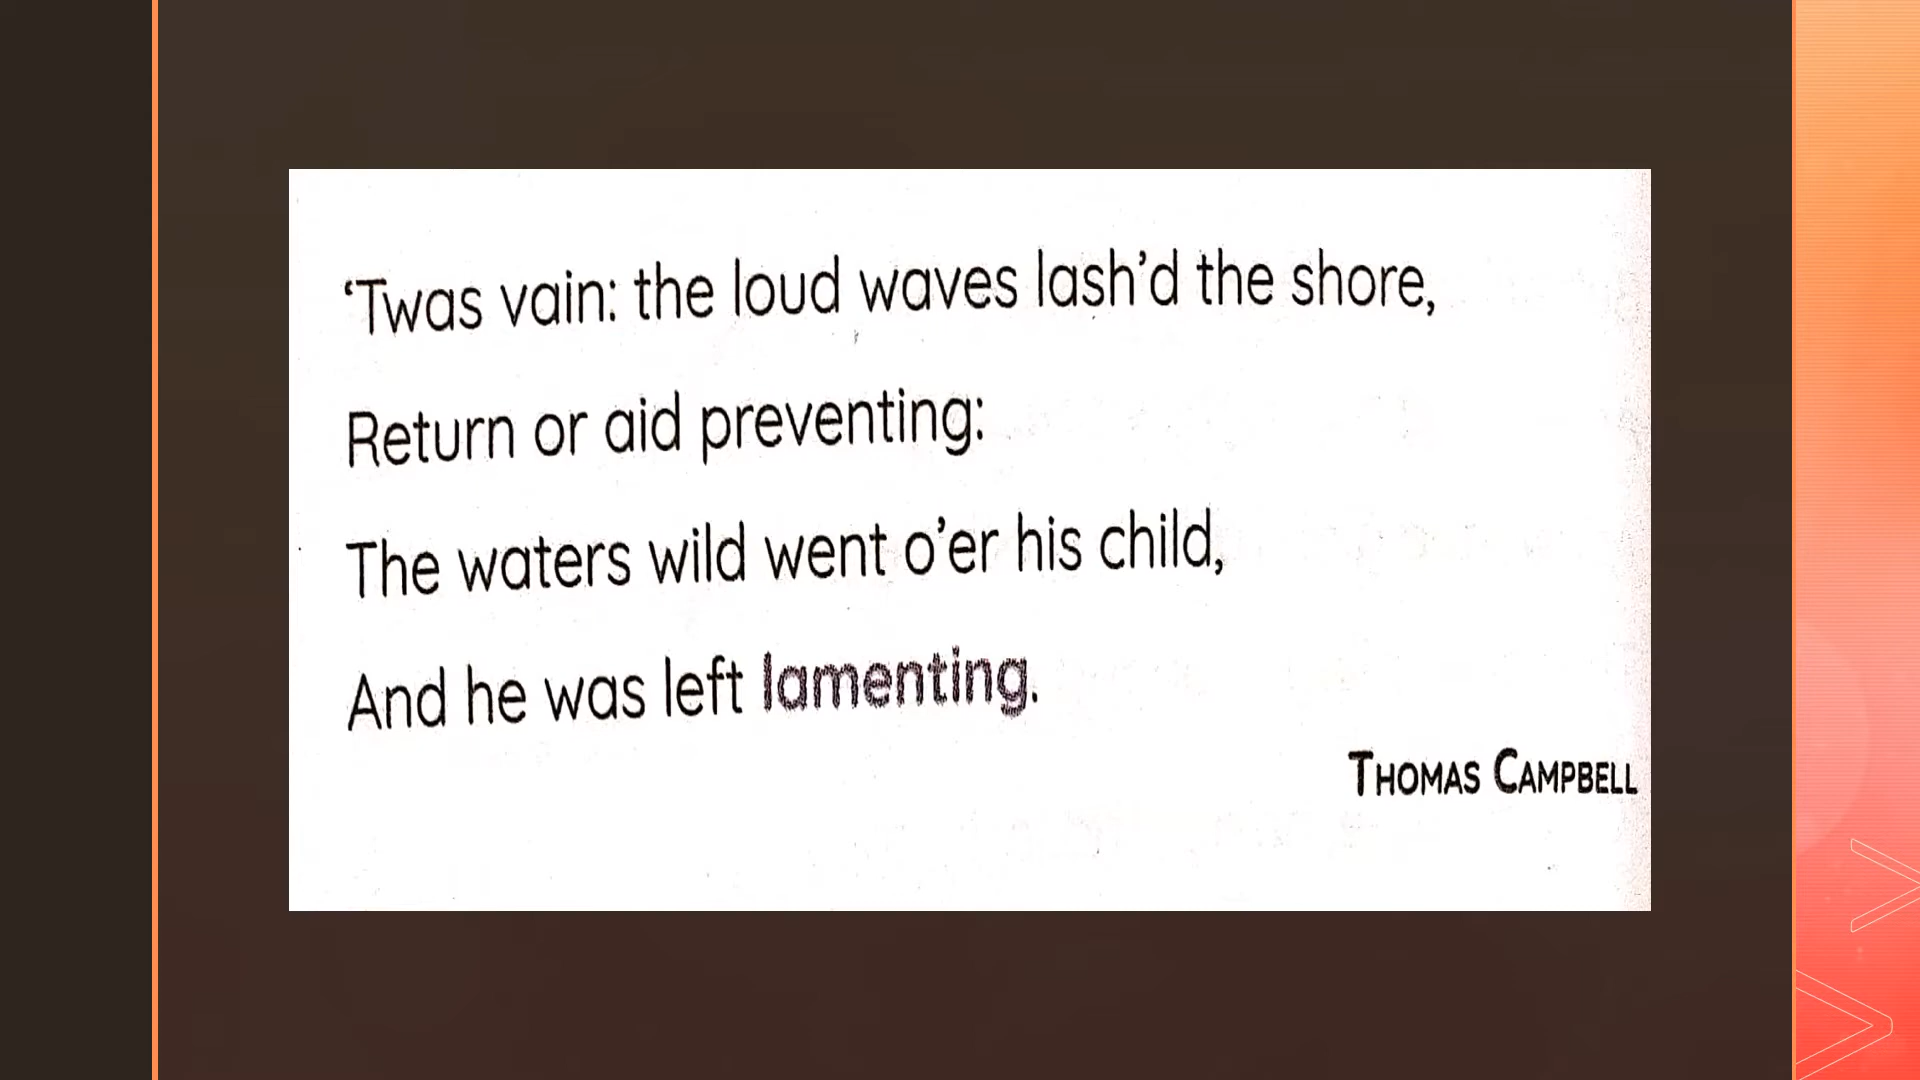 ‘Twas vain: the loud waves lash’d the shore,
Return or aid preventing:
The waters wild went o’er his child,
And he was left lamenting.
THOMAS CAMPBELL